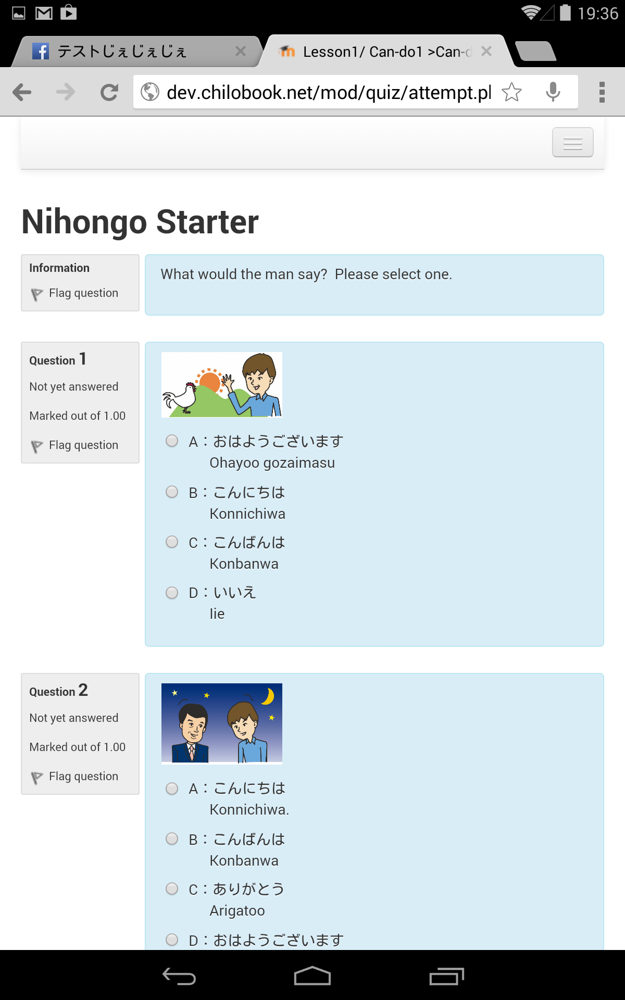 19:36
テストじぇじぇじぇ
Lesson1/ Can-do1 >Can-d
dev.chilobook.net/mod/quiz/attempt.pl
Nihongo Starter
Information
Flag question
What would the man say?  Please select one.
Question 1
Not yet answered
Marked out of 1.00
Flag question
A：おはようございます
Ohayoo gozaimasu
B：こんにちは
Konnichiwa
C：こんばんは
Konbanwa
D：いいえ
Iie
Question 2
Not yet answered
Marked out of 1.00
Flag question
A：こんにちは
Konnichiwa.
B：こんばんは
Konbanwa
C：ありがとう
Arigatoo
D：おはようございます